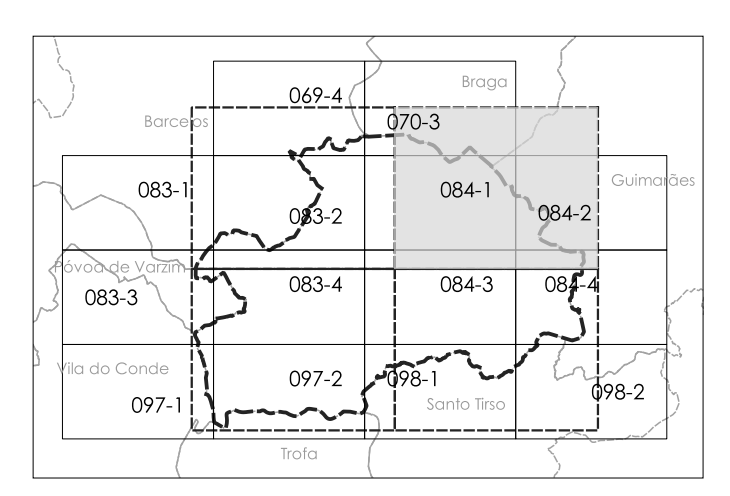 Braga
069-4
Barcelos
070-3
Guimarães
083-1
084-1
083-2
084-2
Póvoa de Varzim
083-4
084-3
084-4
083-3
Vila do Conde
097-2
098-1
098-2
097-1
Santo Tirso
Trofa